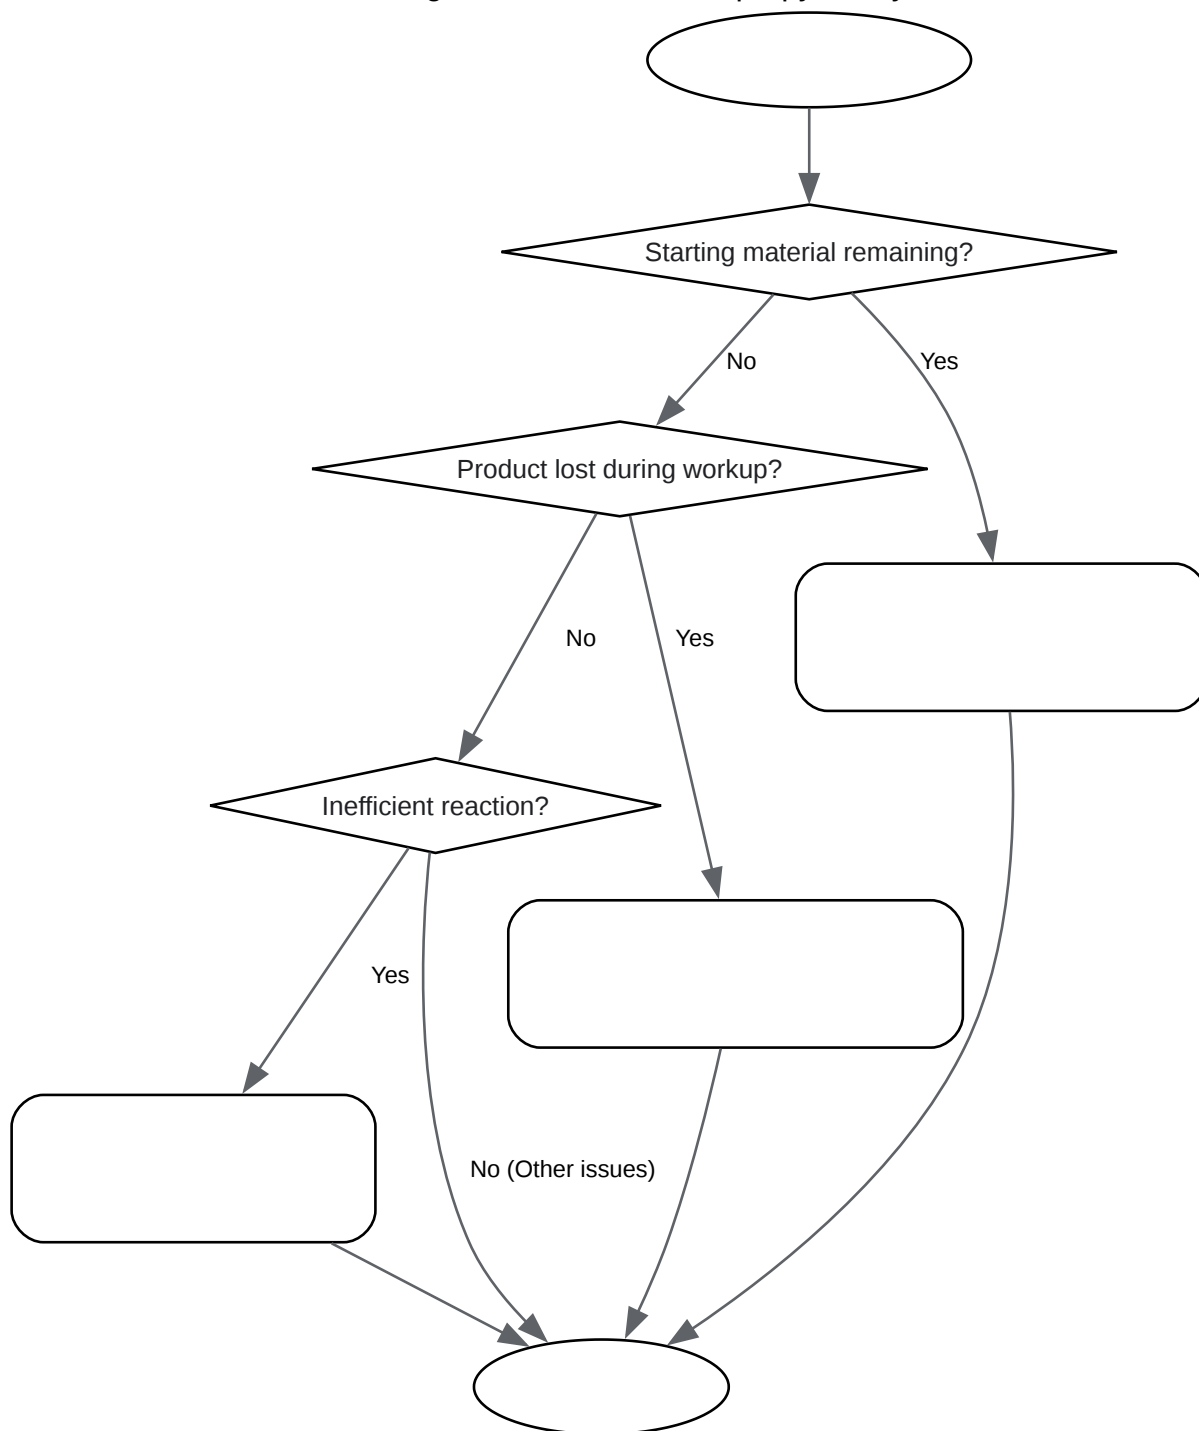 Starting material remaining?
No
Yes
Product lost during workup?
No
Yes
Inefficient reaction?
Yes
No (Other issues)